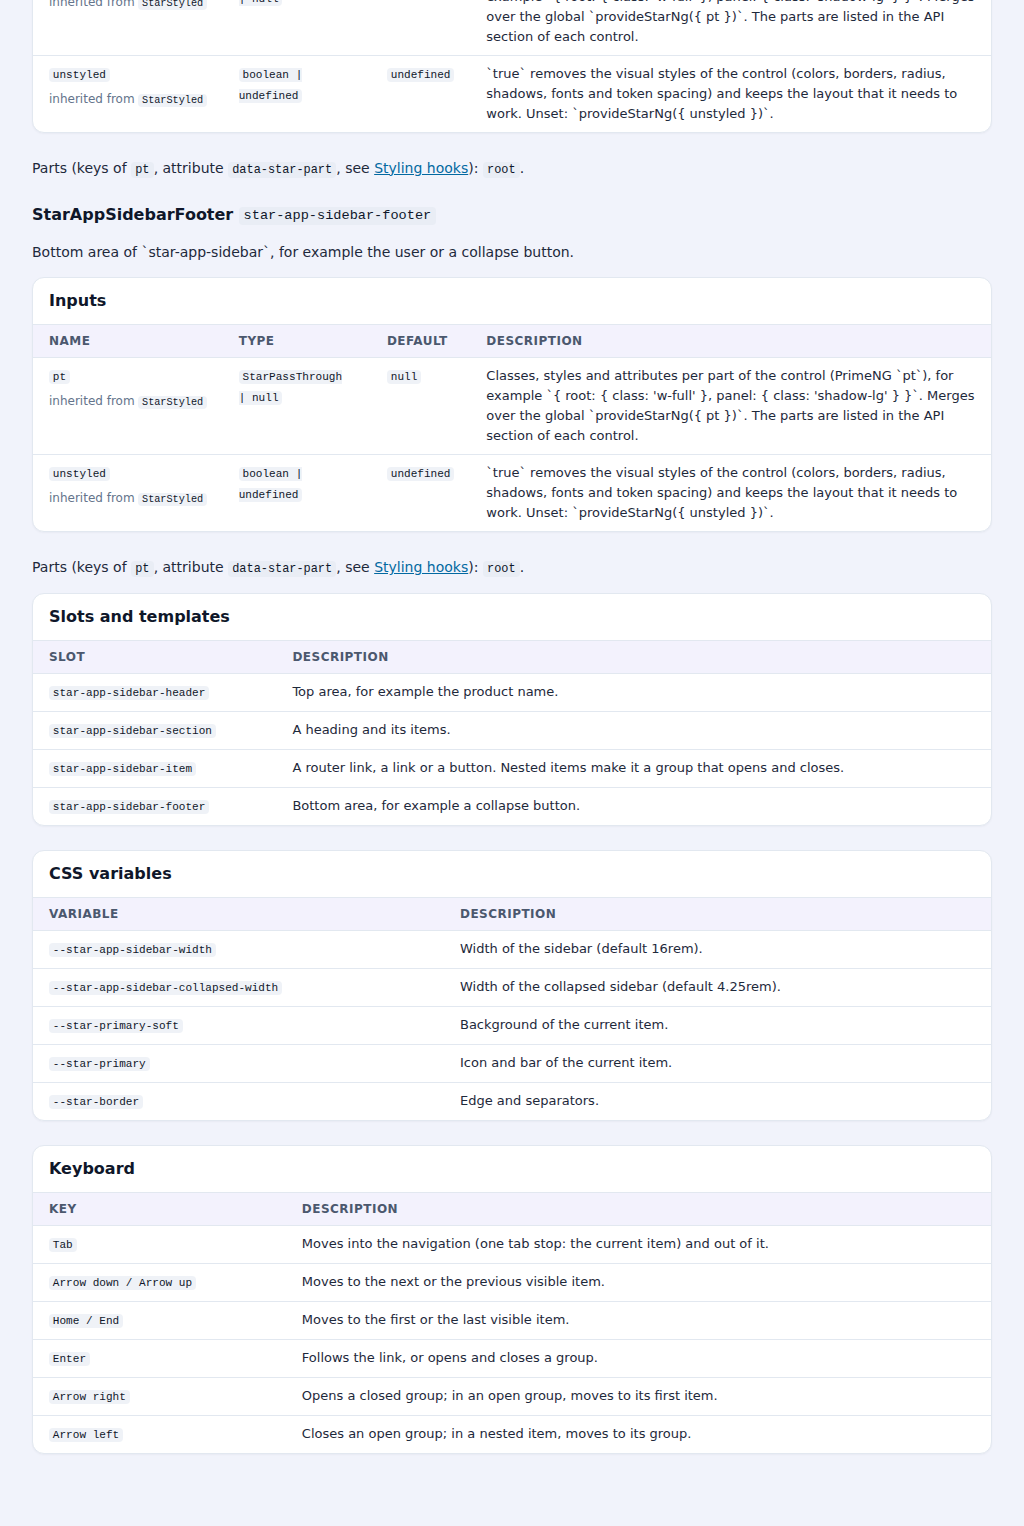 inherited from StarStyled | null example `{ root: { class: 'w-full' }, panel: { class: 'shadow-lg' } }`. Merges
over the global `provideStarNg({ pt })`. The parts are listed in the API
section of each control.
unstyled boolean | undefined `true` removes the visual styles of the control (colors, borders, radius,
inherited from StarStyled undefined shadows, fonts and token spacing) and keeps the layout that it needs to
work. Unset: `provideStarNg({ unstyled })`.
Parts (keys of pt, attribute data-star-part, see Styling hooks): root.
StarAppSidebarFooter star-app-sidebar-footer
Bottom area of `star-app-sidebar`, for example the user or a collapse button.
Inputs
NAME TYPE DEFAULT DESCRIPTION
pt StarPassThrough null Classes, styles and attributes per part of the control (PrimeNG `pt`), for
inherited from StarStyled | null example `{ root: { class: 'w-full' }, panel: { class: 'shadow-lg' } }`. Merges
over the global `provideStarNg({ pt })`. The parts are listed in the API
section of each control.
unstyled boolean | undefined `true` removes the visual styles of the control (colors, borders, radius,
inherited from StarStyled undefined shadows, fonts and token spacing) and keeps the layout that it needs to
work. Unset: `provideStarNg({ unstyled })`.
Parts (keys of pt, attribute data-star-part, see Styling hooks): root.
Slots and templates
SLOT DESCRIPTION
star-app-sidebar-header Top area, for example the product name.
star-app-sidebar-section A heading and its items.
star-app-sidebar-item A router link, a link or a button. Nested items make it a group that opens and closes.
star-app-sidebar-footer Bottom area, for example a collapse button.
CSS variables
VARIABLE DESCRIPTION
--star-app-sidebar-width Width of the sidebar (default 16rem).
--star-app-sidebar-collapsed-width Width of the collapsed sidebar (default 4.25rem).
--star-primary-soft Background of the current item.
--star-primary Icon and bar of the current item.
--star-border Edge and separators.
Keyboard
KEY DESCRIPTION
Tab Moves into the navigation (one tab stop: the current item) and out of it.
Arrow down / Arrow up Moves to the next or the previous visible item.
Home / End Moves to the first or the last visible item.
Enter Follows the link, or opens and closes a group.
Arrow right Opens a closed group; in an open group, moves to its first item.
Arrow left Closes an open group; in a nested item, moves to its group.